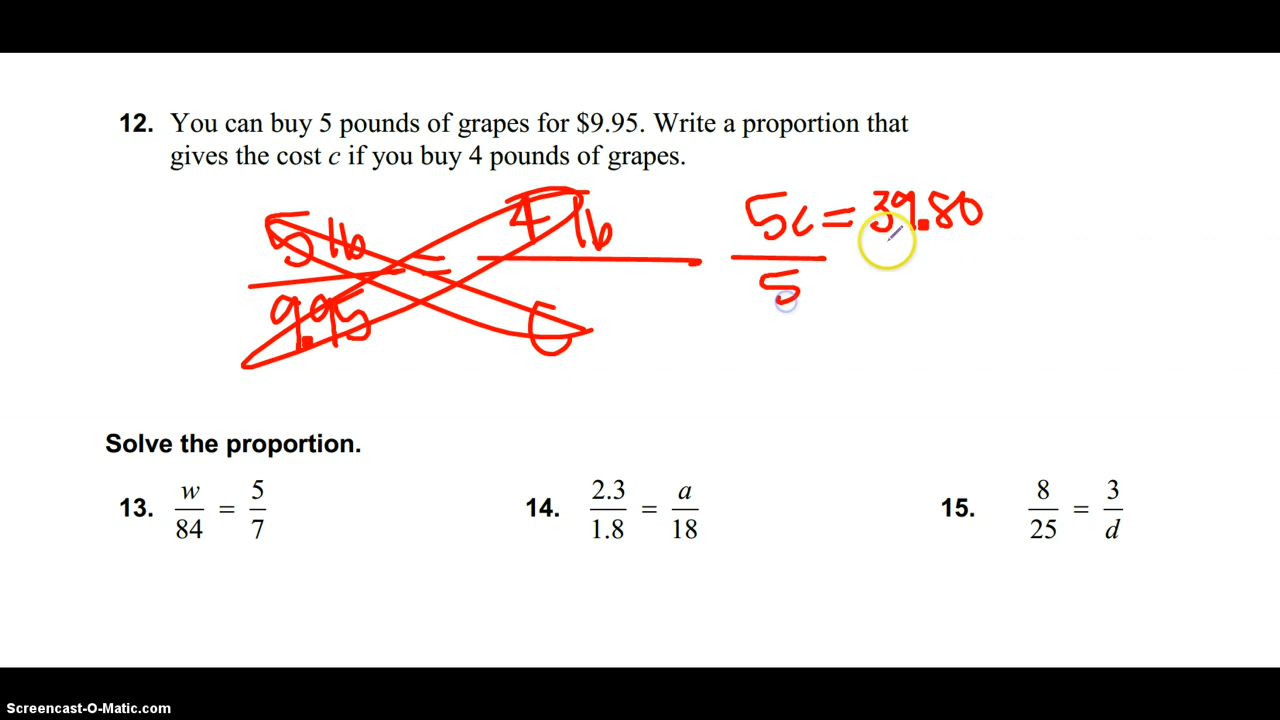 12. You can buy 5 pounds of grapes for $9.95. Write a proportion that
gives the cost c if you buy 4 pounds of grapes.
5 lb = 4 lb
9.95 c
5c = 39.80
5
Solve the proportion.
13. w/84 = 5/7
14. 2.3/1.8 = a/18
15. 8/25 = 3/d
Screencast-O-Matic.com